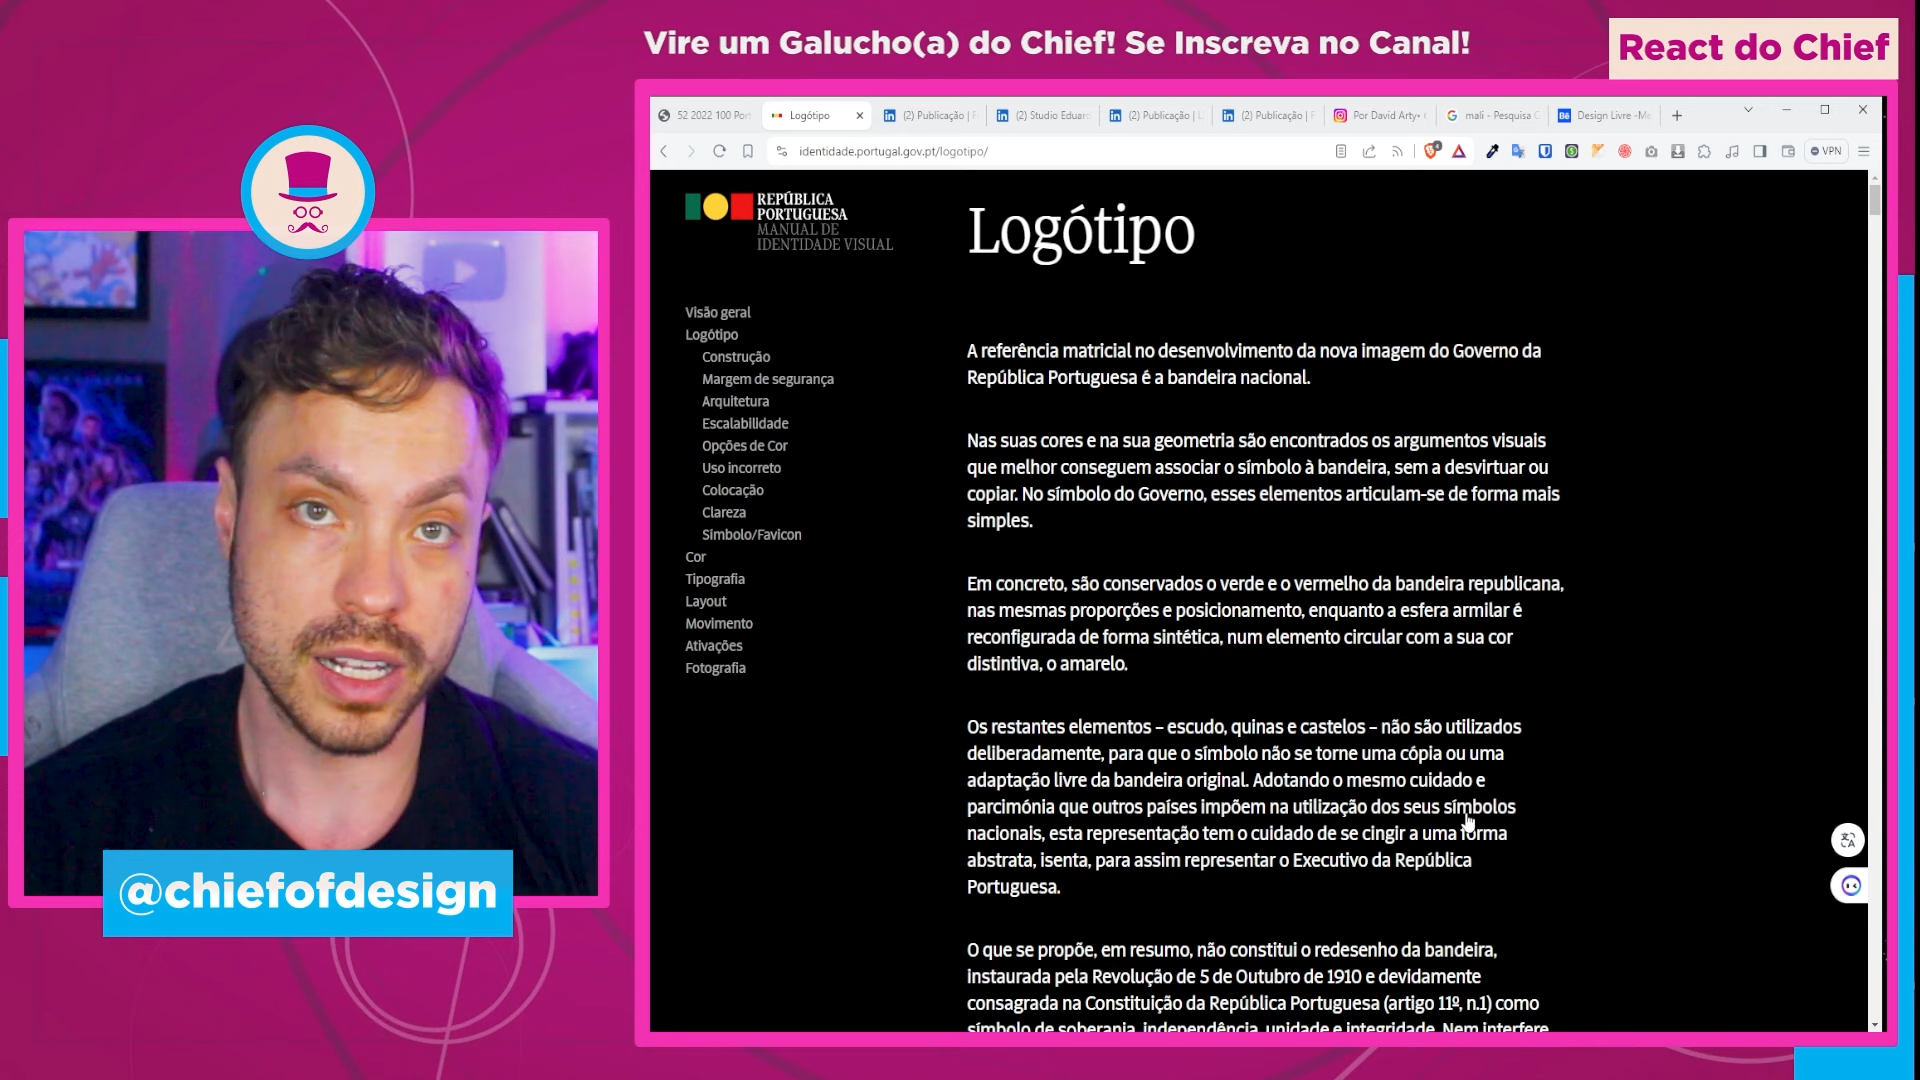 Vire um Galucho(a) do Chief! Se Inscreva no Canal!
React do Chief
52 2022 100 Port
Logótipo
(2) Publicação | F
(2) Studio Eduar
(2) Publicação | L
(2) Publicação | F
Por David Arty•
mali - Pesquisa G
Design Livre -M
identidade.portugal.gov.pt/logotipo/
VPN
REPÚBLICA
PORTUGUESA
MANUAL DE
IDENTIDADE VISUAL
Visão geral
Logótipo
Construção
Margem de segurança
Arquitetura
Escalabilidade
Opções de Cor
Uso incorreto
Colocação
Clareza
Símbolo/Favicon
Cor
Tipografia
Layout
Movimento
Ativações
Fotografia
Logótipo
A referência matricial no desenvolvimento da nova imagem do Governo da
República Portuguesa é a bandeira nacional.
Nas suas cores e na sua geometria são encontrados os argumentos visuais
que melhor conseguem associar o símbolo à bandeira, sem a desvirtuar ou
copiar. No símbolo do Governo, esses elementos articulam-se de forma mais
simples.
Em concreto, são conservados o verde e o vermelho da bandeira republicana,
nas mesmas proporções e posicionamento, enquanto a esfera armilar é
reconfigurada de forma sintética, num elemento circular com a sua cor
distintiva, o amarelo.
Os restantes elementos – escudo, quinas e castelos – não são utilizados
deliberadamente, para que o símbolo não se torne uma cópia ou uma
adaptação livre da bandeira original. Adotando o mesmo cuidado e
parcimónia que outros países impõem na utilização dos seus símbolos
nacionais, esta representação tem o cuidado de se cingir a uma forma
abstrata, isenta, para assim representar o Executivo da República
Portuguesa.
O que se propõe, em resumo, não constitui o redesenho da bandeira,
instaurada pela Revolução de 5 de Outubro de 1910 e devidamente
consagrada na Constituição da República Portuguesa (artigo 11º, n.1) como
símbolo de soberania, independência, unidade e integridade. Nem interfere
@chiefofdesign